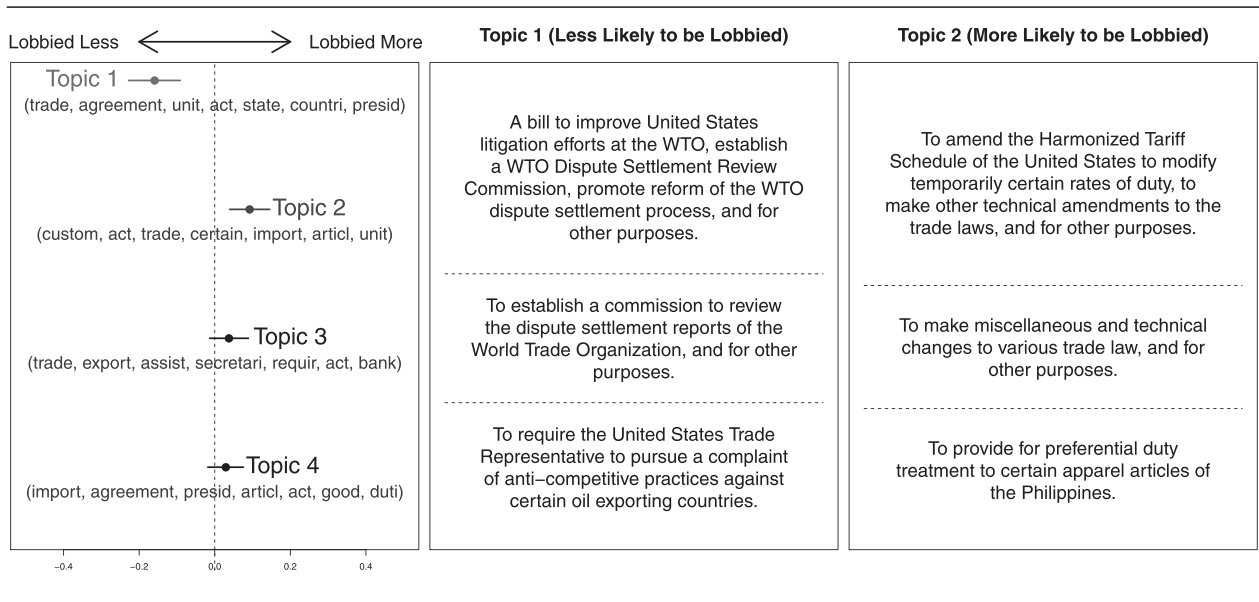 Lobbied Less
Lobbied More
Topic 1
(trade, agreement, unit, act, state, countri, presid)
Topic 2
(custom, act, trade, certain, import, articl, unit)
Topic 3
(trade, export, assist, secretari, requir, act, bank)
Topic 4
(import, agreement, presid, articl, act, good, duti)
−0.4
−0.2
0.0
0.2
0.4
Topic 1 (Less Likely to be Lobbied)
A bill to improve United States
litigation efforts at the WTO, establish
a WTO Dispute Settlement Review
Commission, promote reform of the WTO
dispute settlement process, and for
other purposes.
To establish a commission to review
the dispute settlement reports of the
World Trade Organization, and for other
purposes.
To require the United States Trade
Representative to pursue a complaint
of anti−competitive practices against
certain oil exporting countries.
Topic 2 (More Likely to be Lobbied)
To amend the Harmonized Tariff
Schedule of the United States to modify
temporarily certain rates of duty, to
make other technical amendments to the
trade laws, and for other purposes.
To make miscellaneous and technical
changes to various trade law, and for
other purposes.
To provide for preferential duty
treatment to certain apparel articles of
the Philippines.